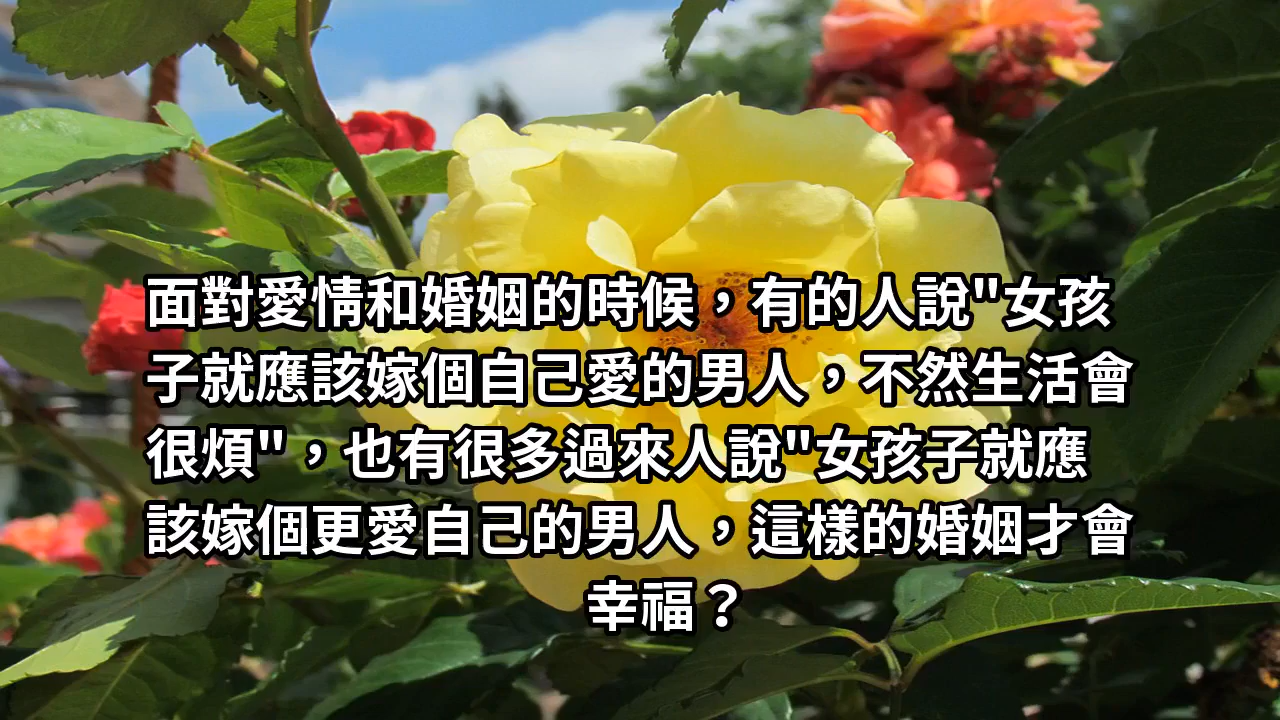 面對愛情和婚姻的時候，有的人說"女孩
子就應該嫁個自己愛的男人，不然生活會
很煩"，也有很多過來人說"女孩子就應
該嫁個更愛自己的男人，這樣的婚姻才會
幸福？